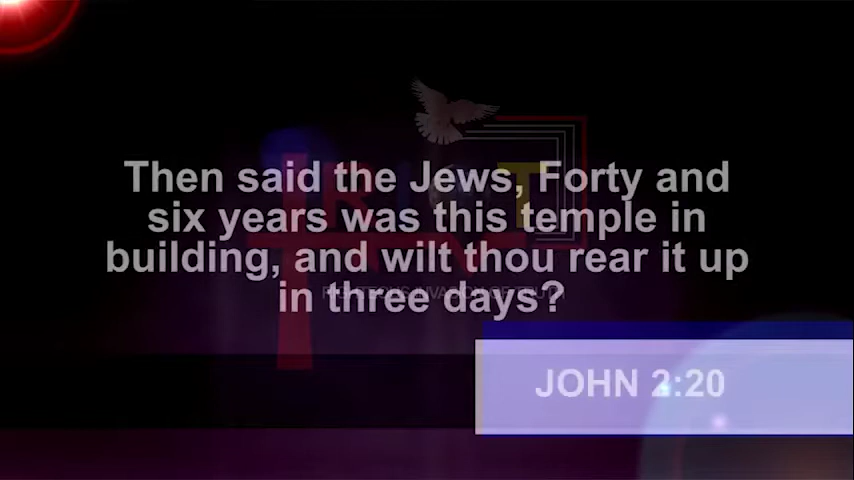 Then said the Jews, Forty and
six years was this temple in
building, and wilt thou rear it up
in three days?
JOHN 2:20